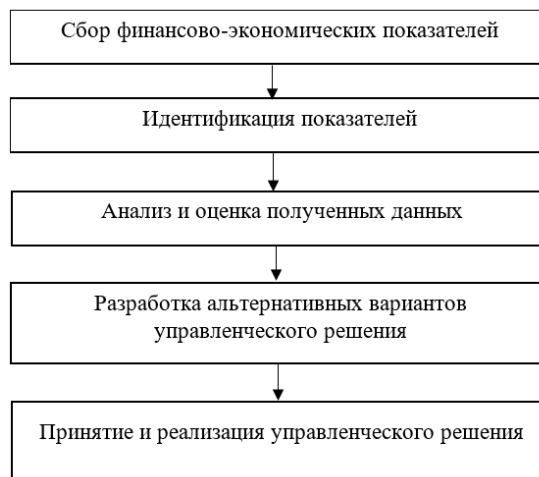 Сбор финансово-экономических показателей
Идентификация показателей
Анализ и оценка полученных данных
Разработка альтернативных вариантов
управленческого решения
Принятие и реализация управленческого решения